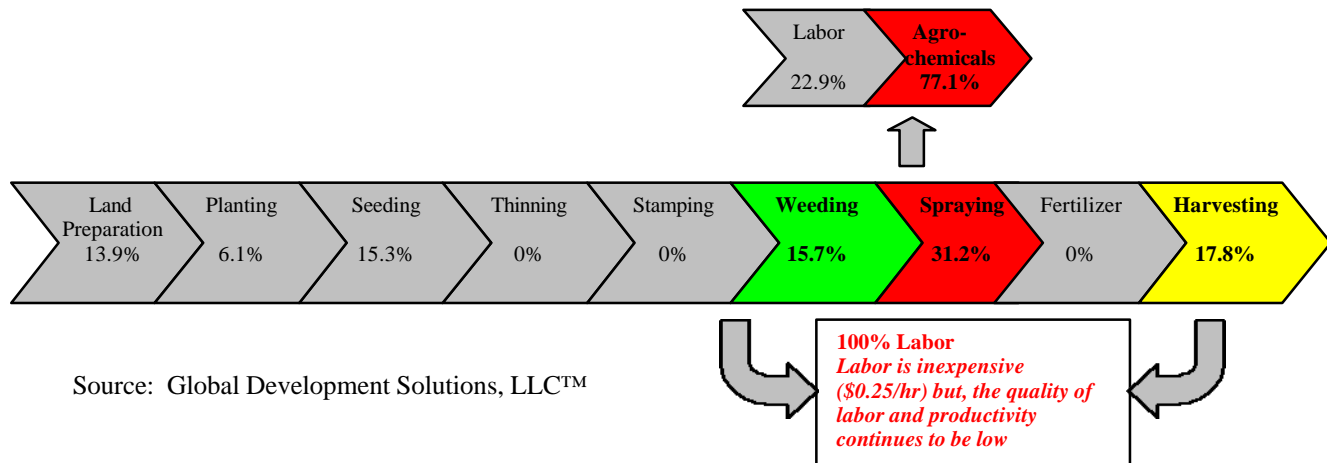 Labor
22.9%
Agro-
chemicals
77.1%
Land
Preparation
13.9%
Planting
6.1%
Seeding
15.3%
Thinning
0%
Stamping
0%
Weeding
15.7%
Spraying
31.2%
Fertilizer
0%
Harvesting
17.8%
100% Labor
Labor is inexpensive
($0.25/hr) but, the quality of
labor and productivity
continues to be low
Source:  Global Development Solutions, LLC™